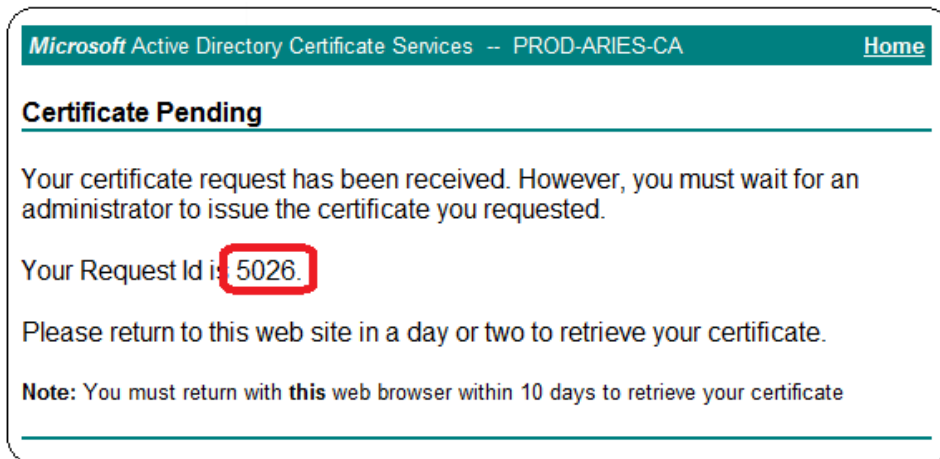 Microsoft Active Directory Certificate Services -- PROD-ARIES-CA Home
Certificate Pending
Your certificate request has been received. However, you must wait for an
administrator to issue the certificate you requested.
Your Request Id is 5026.
Please return to this web site in a day or two to retrieve your certificate.
Note: You must return with this web browser within 10 days to retrieve your certificate